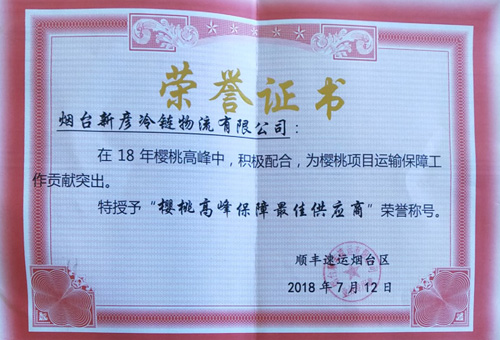 荣誉证书
烟台新彦冷链物流有限公司：
在18年樱桃高峰中，积极配合，为樱桃项目运输保障工
作贡献突出。
特授予“樱桃高峰保障最佳供应商”荣誉称号。
顺丰速运烟台区
2018年7月12日